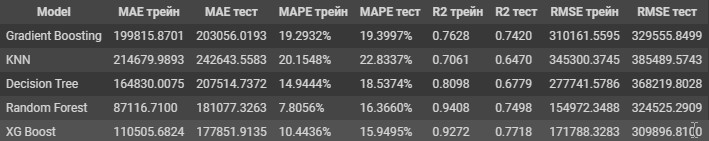 Model MAE трейн MAE тест MAPE трейн MAPE тест R2 трейн R2 тест RMSE трейн RMSE тест
Gradient Boosting 199815.8701 203056.0193 19.2932% 19.3997% 0.7628 0.7420 310161.5595 329555.8499
KNN 214679.9893 242643.5583 20.1548% 22.8337% 0.7061 0.6470 345300.3745 385489.5743
Decision Tree 164830.0075 207514.7372 14.9444% 18.5374% 0.8098 0.6779 277741.5786 368219.8028
Random Forest 87116.7100 181077.3263 7.8056% 16.3660% 0.9408 0.7498 154972.3488 324525.2909
XG Boost 110505.6824 177851.9135 10.4436% 15.9495% 0.9272 0.7718 171788.3283 309896.8100